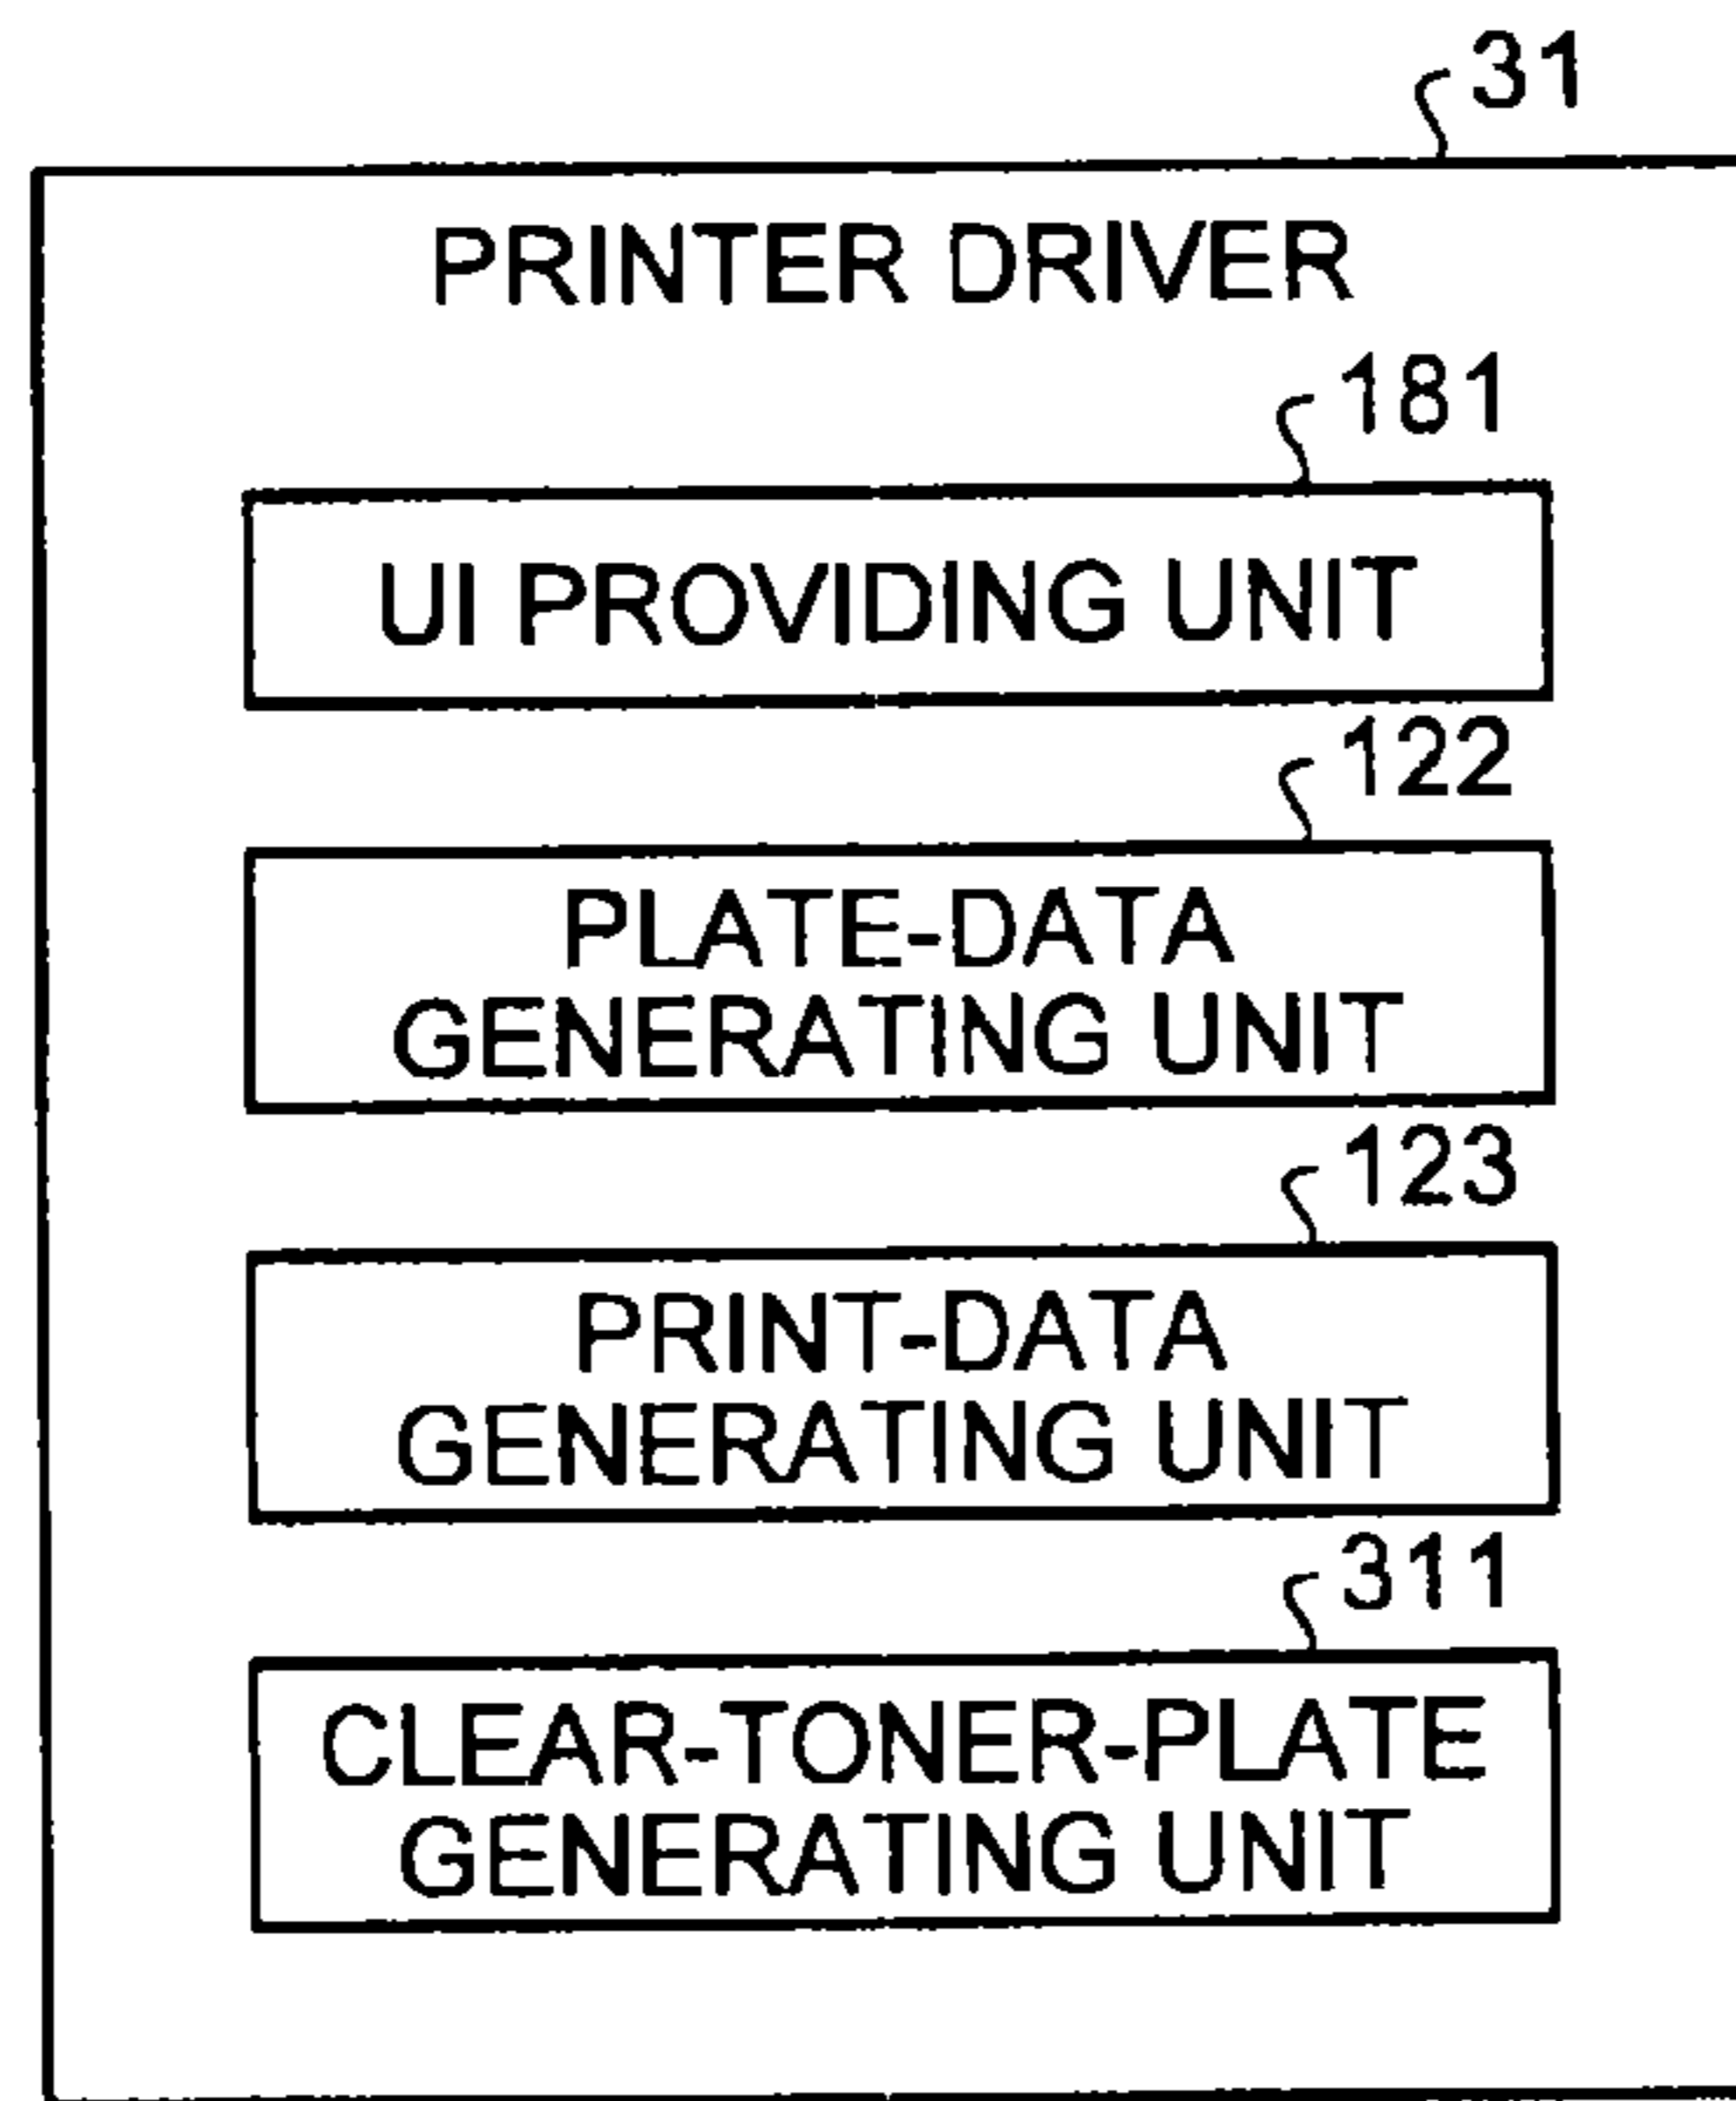 31
PRINTER DRIVER
181
UI PROVIDING UNIT
122
PLATE-DATA
GENERATING UNIT
123
PRINT-DATA
GENERATING UNIT
311
CLEAR-TONER-PLATE
GENERATING UNIT